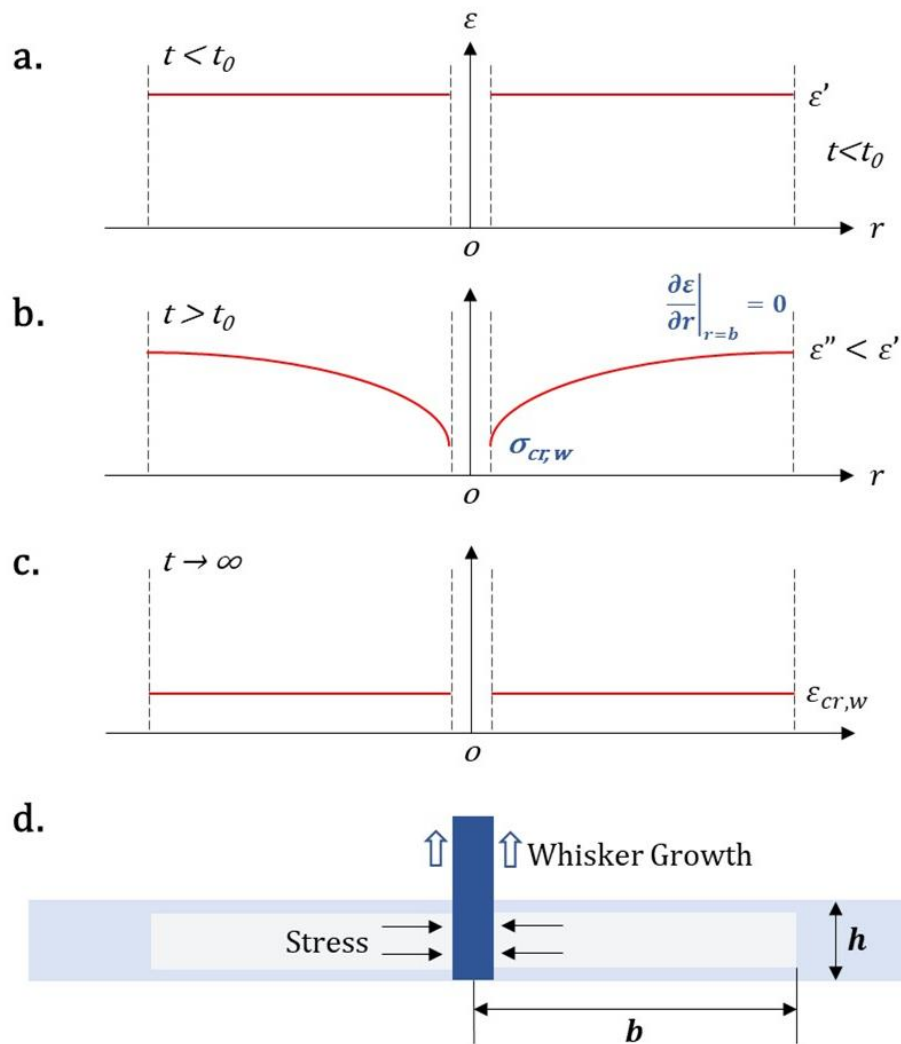 ε
a.
t < t₀
ε’
t<t₀
r
o
b.
t > t₀
∂ε/∂r|r=b = 0
ε” < ε’
σcr,w
r
o
c.
t → ∞
εcr,w
o
d.
Whisker Growth
Stress
h
b